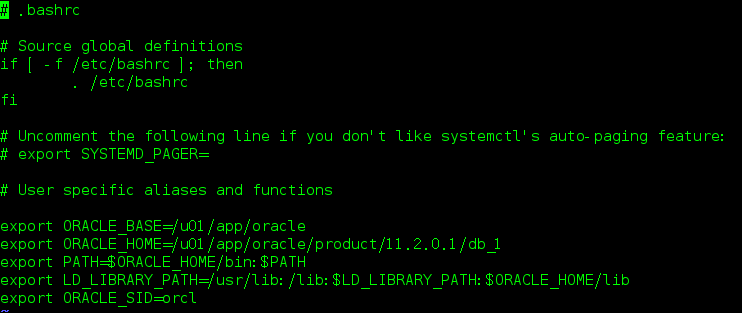 # .bashrc
# Source global definitions
if [ -f /etc/bashrc ]; then
        . /etc/bashrc
fi
# Uncomment the following line if you don't like systemctl's auto-paging feature:
# export SYSTEMD_PAGER=
# User specific aliases and functions
export ORACLE_BASE=/u01/app/oracle
export ORACLE_HOME=/u01/app/oracle/product/11.2.0.1/db_1
export PATH=$ORACLE_HOME/bin:$PATH
export LD_LIBRARY_PATH=/usr/lib:/lib:$LD_LIBRARY_PATH:$ORACLE_HOME/lib
export ORACLE_SID=orcl